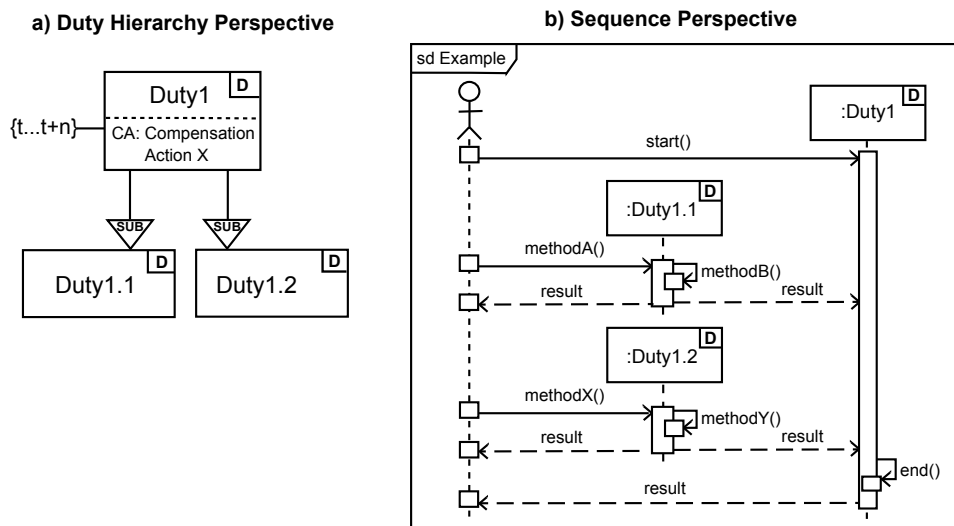 a) Duty Hierarchy Perspective
D
Duty1
{t...t+n}
CA: Compensation
Action X
SUB
SUB
D
Duty1.1
D
Duty1.2
b) Sequence Perspective
sd Example
D
:Duty1
start()
D
:Duty1.1
methodA()
methodB()
result
result
D
:Duty1.2
methodX()
methodY()
result
result
end()
result